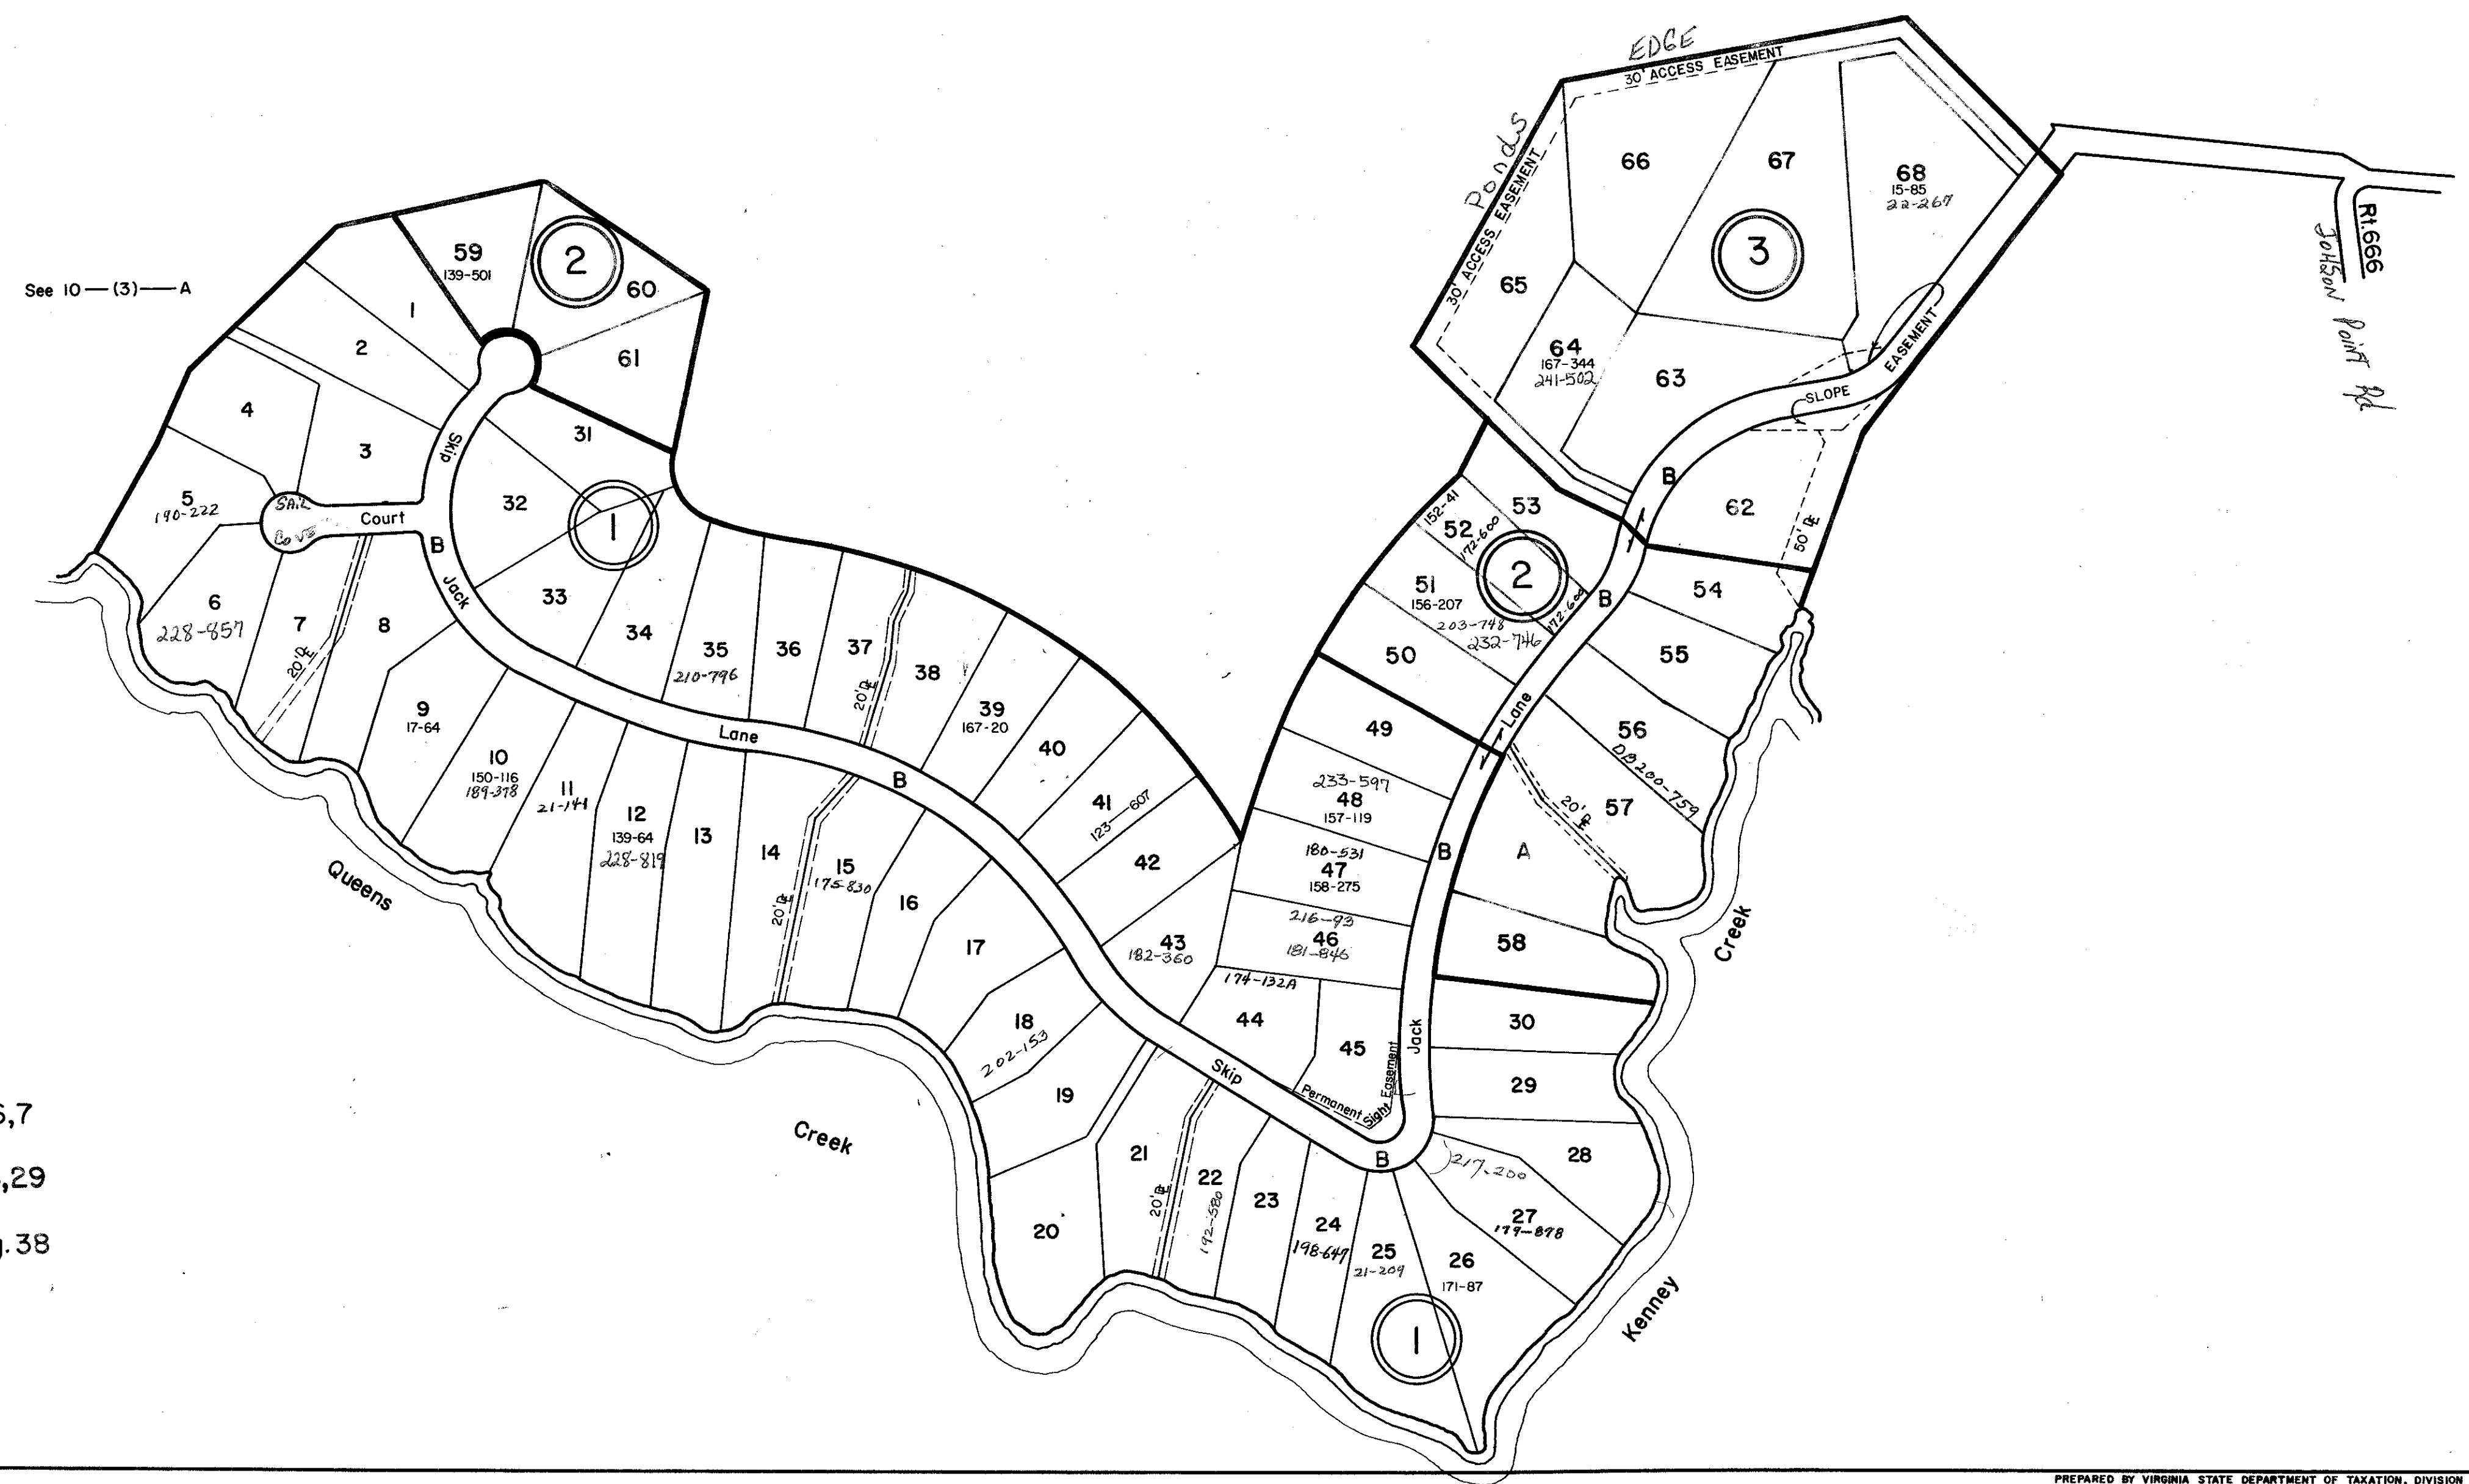 EDGE
30' ACCESS EASEMENT
Ponds
30' ACCESS EASEMENT
66
67
68
15-85
22-267
3
65
64
167-344
241-502
63
SLOPE
EASEMENT
Rt.666
JOHSON Point Rd
B
62
50' DE
See 10—(3)—A
59
139-501
2
60
61
1
2
4
3
Skip
31
5
190-222
SAIL
COVE
Court
32
1
B
Jack
33
6
228-857
7
20' DE
8
34
35
210-796
36
37
20' DE
38
39
167-20
40
9
17-64
Lane
B
10
150-116
189-378
11
21-141
12
139-64
228-819
13
14
20' DE
15
175-830
16
41
123-607
42
17
43
182-360
152-41
53
52
172-600
2
51
156-207
203-748
232-746
172-600
B
54
50
55
Lane
49
56
DB200-759
57
20' DE
233-597
48
157-119
180-531
47
158-275
B
A
216-93
46
181-846
58
174-132A
44
45
Jack
30
29
28
Permanent Sight Easement
Queens
Creek
Creek
Kenney
18
202-153
19
Skip
20
21
20' DE
22
192-580
23
24
198-647
B
217-200
25
21-209
26
171-87
27
179-878
1
,7
,29
.38
PREPARED BY VIRGINIA STATE DEPARTMENT OF TAXATION, DIVISION